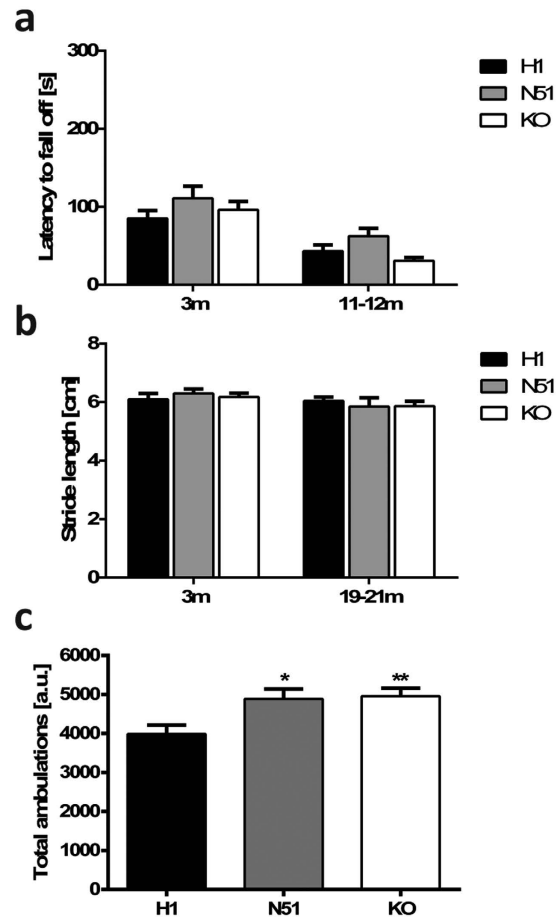 a
Latency to fall off [s]
300
200
100
0
3m
11-12m
H1
N51
KO
b
Stride length [cm]
8
6
4
2
0
3m
19-21m
H1
N51
KO
c
Total ambulations [a.u.]
6000
5000
4000
3000
2000
1000
0
*
**
H1
N51
KO